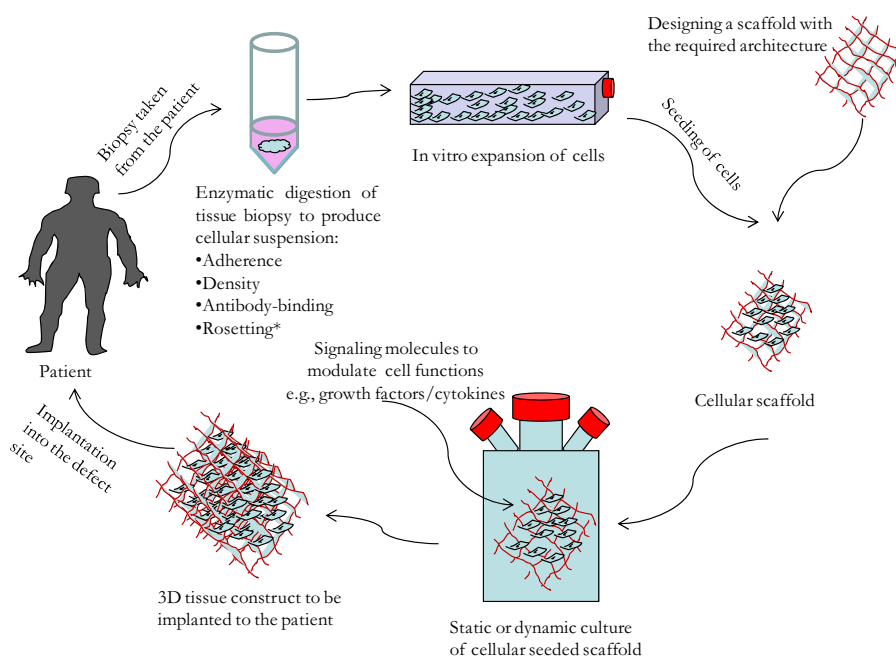 Designing a scaffold with
the required architecture
Biopsy taken
from the patient
In vitro expansion of cells
Seeding of
cells
Enzymatic digestion of
tissue biopsy to produce
cellular suspension:
•Adherence
•Density
•Antibody-binding
•Rosetting*
Patient
Signaling molecules to
modulate cell functions
e.g., growth factors/cytokines
Cellular scaffold
Implantation
into the defect
site
3D tissue construct to be
implanted to the patient
Static or dynamic culture
of cellular seeded scaffold